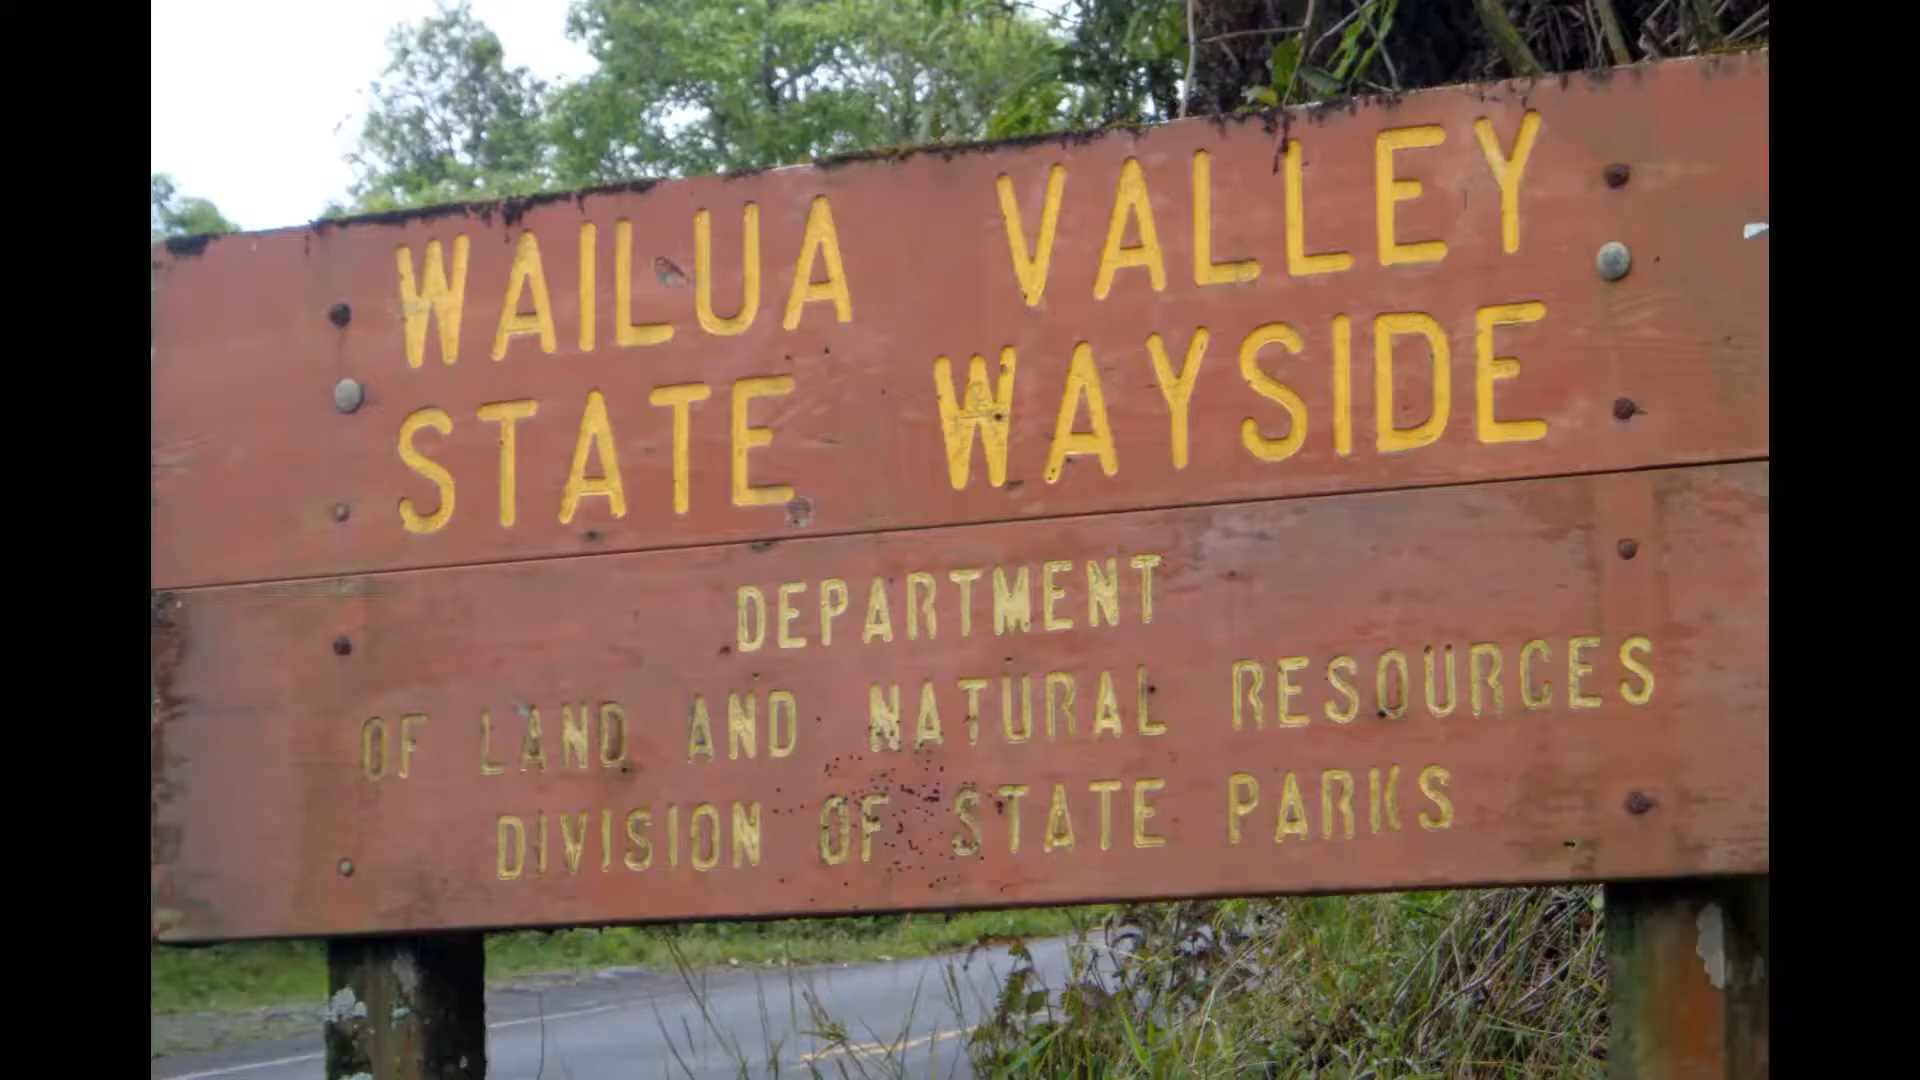 WAILUA VALLEY
STATE WAYSIDE
DEPARTMENT
OF LAND AND NATURAL RESOURCES
DIVISION OF STATE PARKS